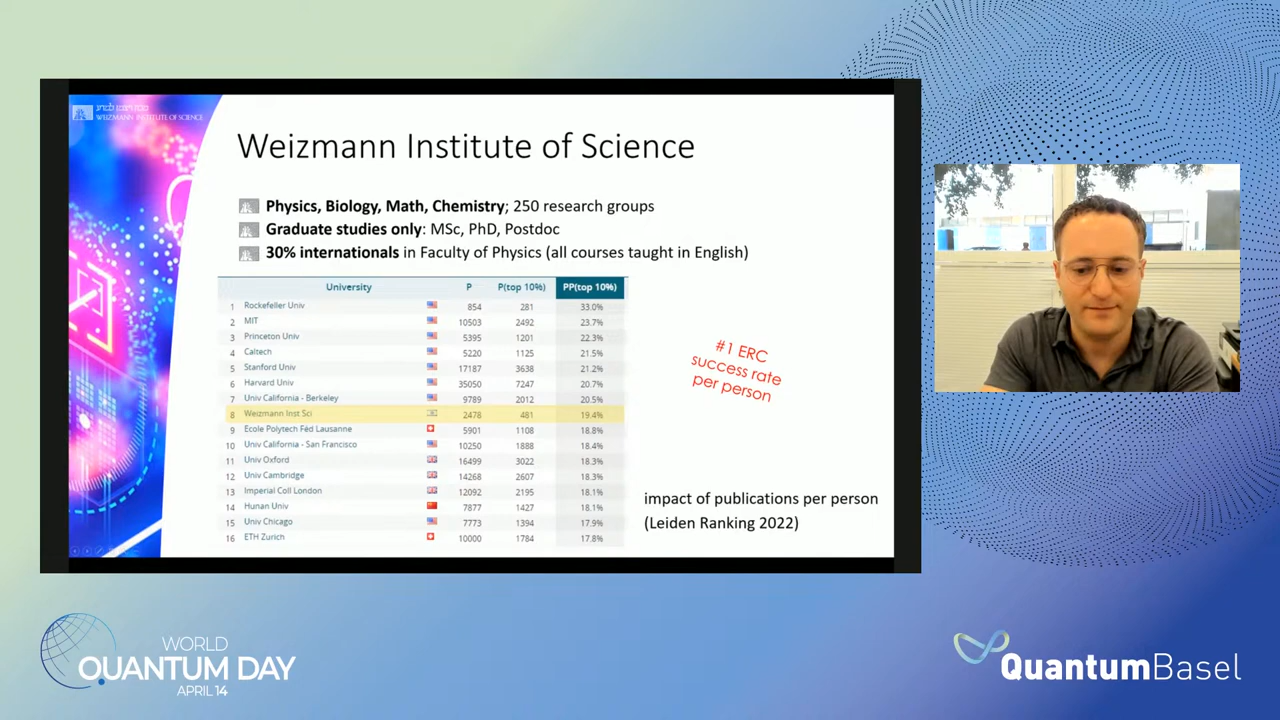 מכון ויצמן למדע
WEIZMANN INSTITUTE OF SCIENCE
Weizmann Institute of Science
Physics, Biology, Math, Chemistry; 250 research groups
Graduate studies only: MSc, PhD, Postdoc
30% internationals in Faculty of Physics (all courses taught in English)
University P P(top 10%) PP(top 10%)
1 Rockefeller Univ 854 281 33.0%
2 MIT 10503 2492 23.7%
3 Princeton Univ 5395 1201 22.3%
4 Caltech 5220 1125 21.5%
5 Stanford Univ 17187 3638 21.2%
6 Harvard Univ 35050 7247 20.7%
7 Univ California - Berkeley 9789 2012 20.5%
8 Weizmann Inst Sci 2478 481 19.4%
9 Ecole Polytech Féd Lausanne 5901 1108 18.8%
10 Univ California - San Francisco 10250 1888 18.4%
11 Univ Oxford 16499 3022 18.3%
12 Univ Cambridge 14268 2607 18.3%
13 Imperial Coll London 12092 2195 18.1%
14 Hunan Univ 7877 1427 18.1%
15 Univ Chicago 7773 1394 17.9%
16 ETH Zurich 10000 1784 17.8%
#1 ERC
success rate
per person
impact of publications per person
(Leiden Ranking 2022)
WORLD
QUANTUM DAY
APRIL 14
QuantumBasel